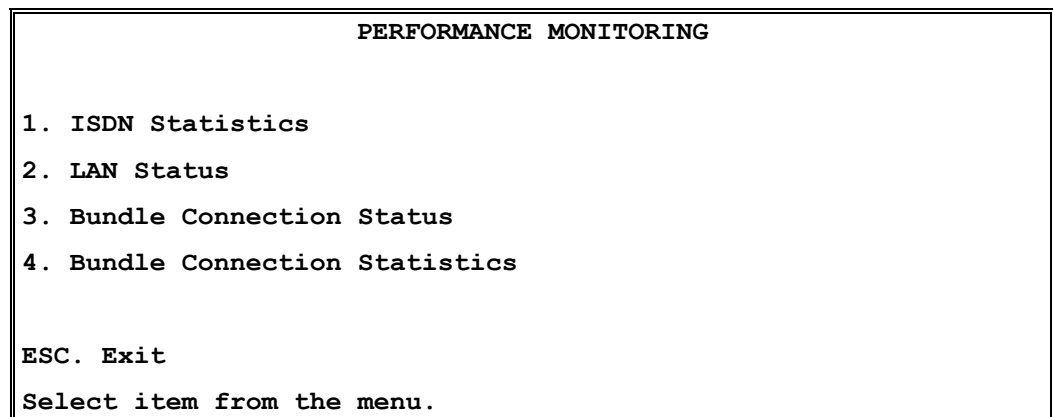 PERFORMANCE MONITORING
1. ISDN Statistics
2. LAN Status
3. Bundle Connection Status
4. Bundle Connection Statistics
ESC. Exit
Select item from the menu.